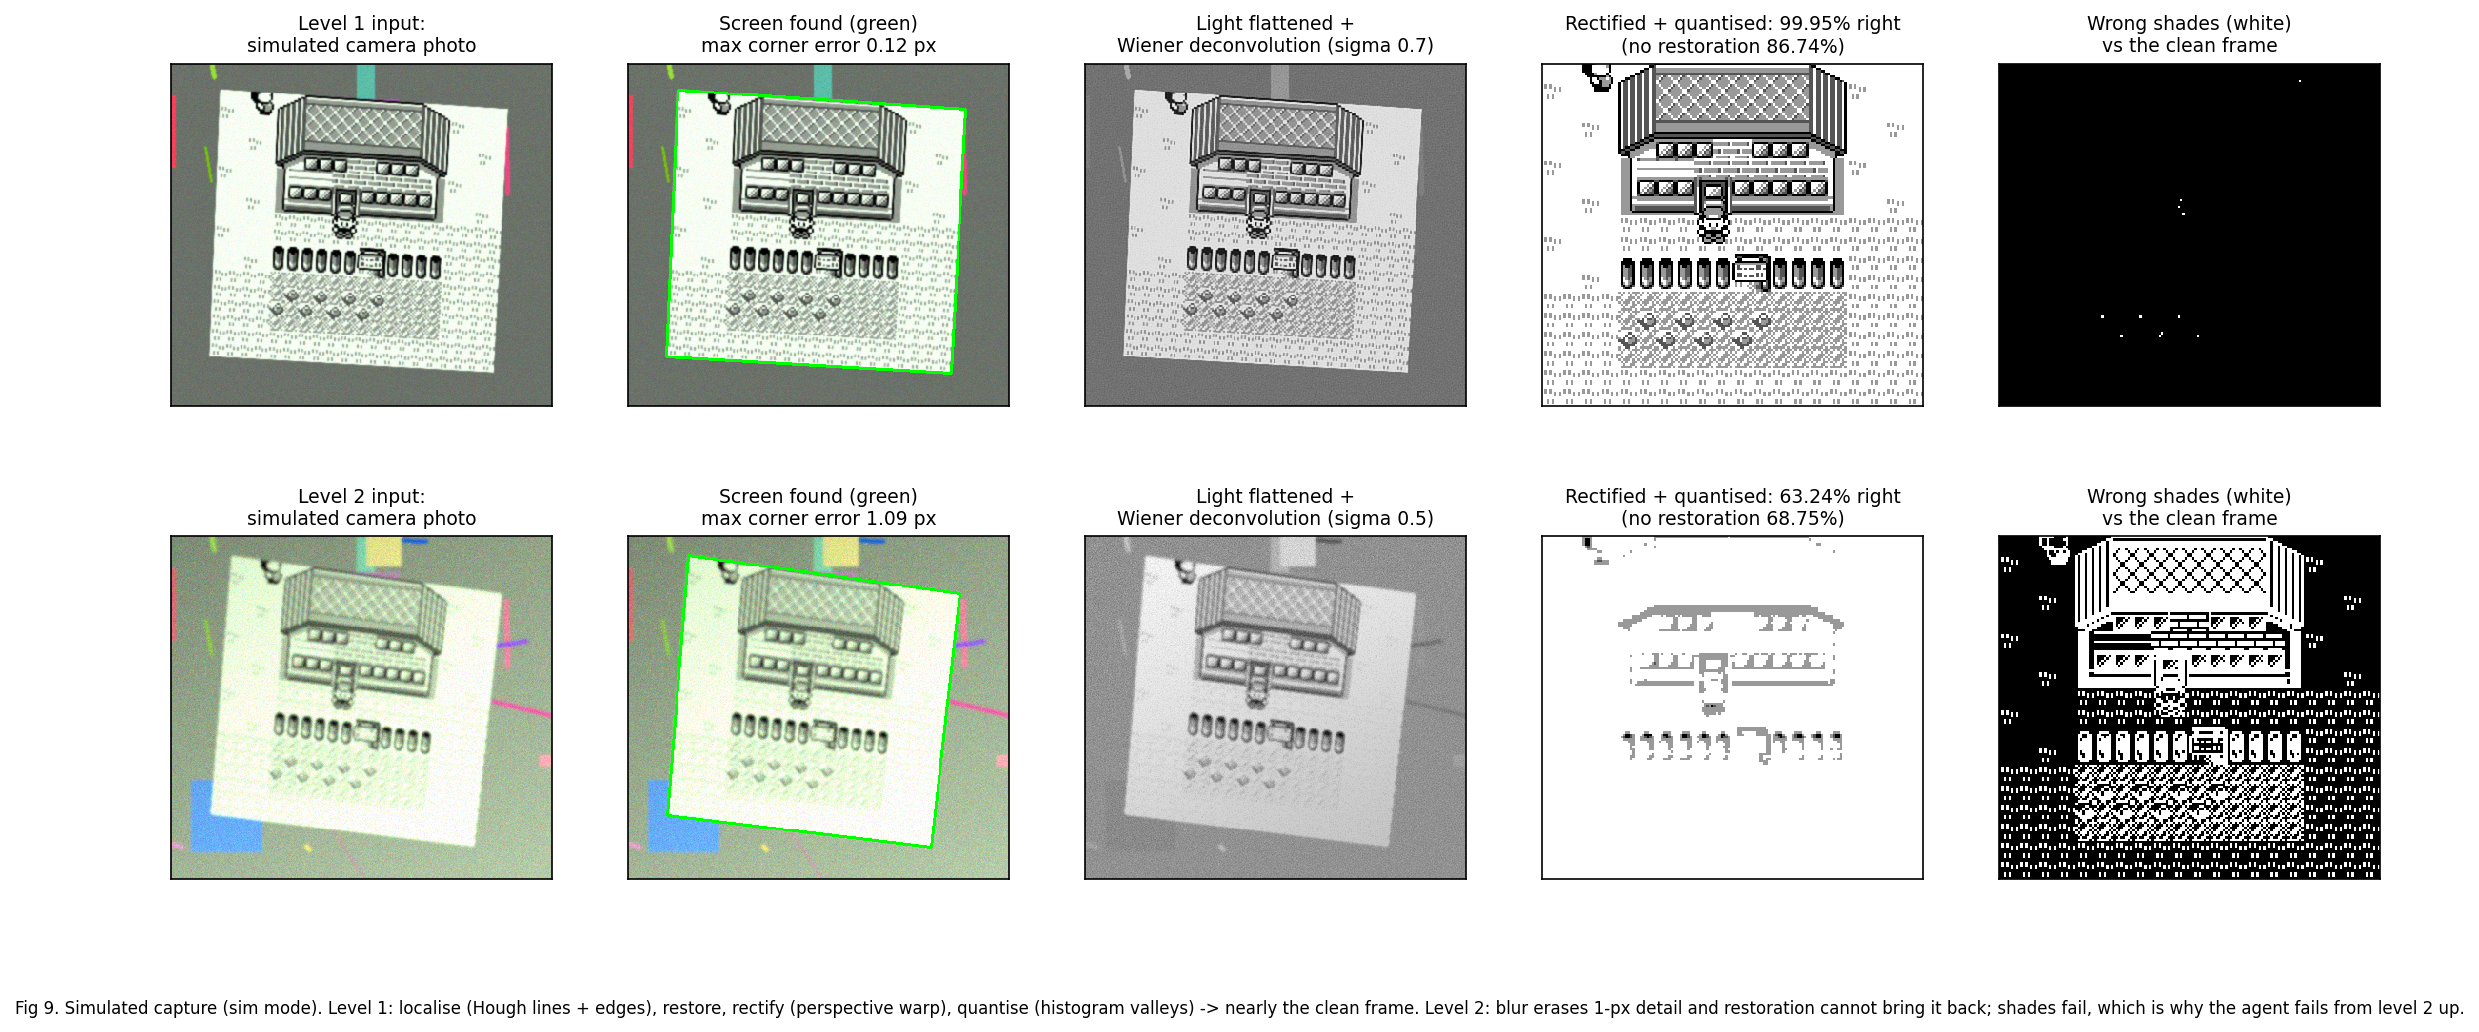 Level 1 input:
simulated camera photo
Screen found (green)
max corner error 0.12 px
Light flattened +
Wiener deconvolution (sigma 0.7)
Rectified + quantised: 99.95% right
(no restoration 86.74%)
Wrong shades (white)
vs the clean frame
Level 2 input:
simulated camera photo
Screen found (green)
max corner error 1.09 px
Light flattened +
Wiener deconvolution (sigma 0.5)
Rectified + quantised: 63.24% right
(no restoration 68.75%)
Wrong shades (white)
vs the clean frame
Fig 9. Simulated capture (sim mode). Level 1: localise (Hough lines + edges), restore, rectify (perspective warp), quantise (histogram valleys) -> nearly the clean frame. Level 2: blur erases 1-px detail and restoration cannot bring it back; shades fail, which is why the agent fails from level 2 up.